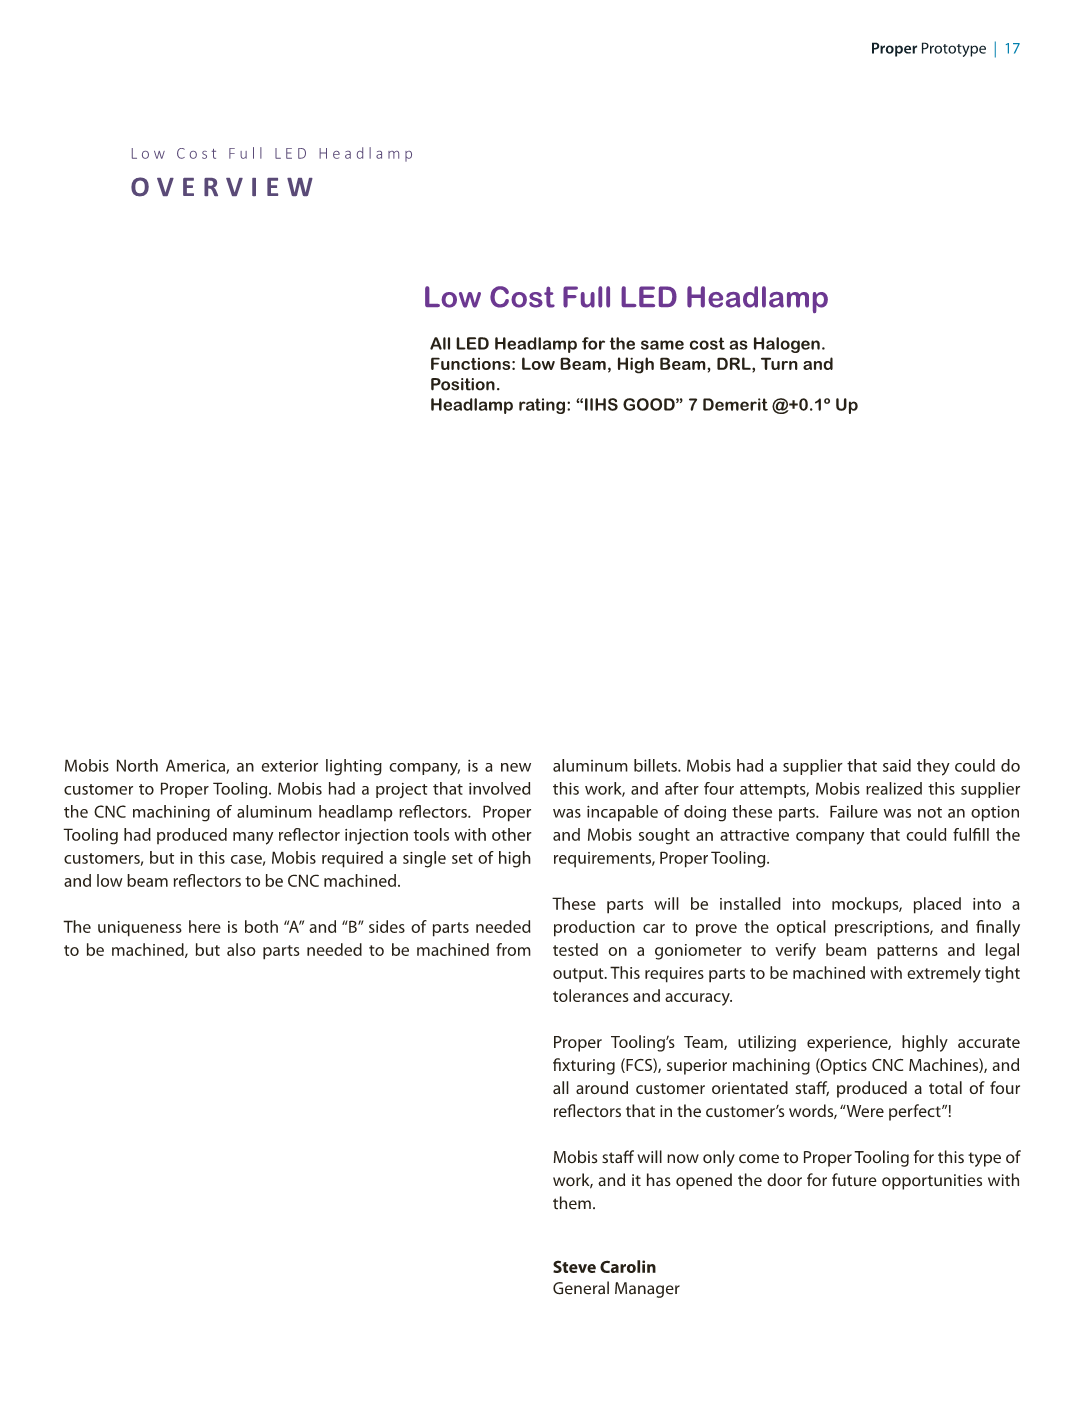 Proper Prototype | 17
Low Cost Full LED Headlamp
OVERVIEW
Low Cost Full LED Headlamp
All LED Headlamp for the same cost as Halogen.
Functions: Low Beam, High Beam, DRL, Turn and
Position.
Headlamp rating: “IIHS GOOD” 7 Demerit @+0.1º Up
Mobis North America, an exterior lighting company, is a new
customer to Proper Tooling. Mobis had a project that involved
the CNC machining of aluminum headlamp reflectors.  Proper
Tooling had produced many reflector injection tools with other
customers, but in this case, Mobis required a single set of high
and low beam reflectors to be CNC machined.
The uniqueness here is both “A” and “B” sides of parts needed
to be machined, but also parts needed to be machined from
aluminum billets. Mobis had a supplier that said they could do
this work, and after four attempts, Mobis realized this supplier
was incapable of doing these parts.  Failure was not an option
and Mobis sought an attractive company that could fulfill the
requirements, Proper Tooling.
These parts will be installed into mockups, placed into a
production car to prove the optical prescriptions, and finally
tested on a goniometer to verify beam patterns and legal
output. This requires parts to be machined with extremely tight
tolerances and accuracy.
Proper Tooling’s Team, utilizing experience, highly accurate
fixturing (FCS), superior machining (Optics CNC Machines), and
all around customer orientated staff, produced a total of four
reflectors that in the customer’s words, “Were perfect”!
Mobis staff will now only come to Proper Tooling for this type of
work, and it has opened the door for future opportunities with
them.
Steve Carolin
General Manager